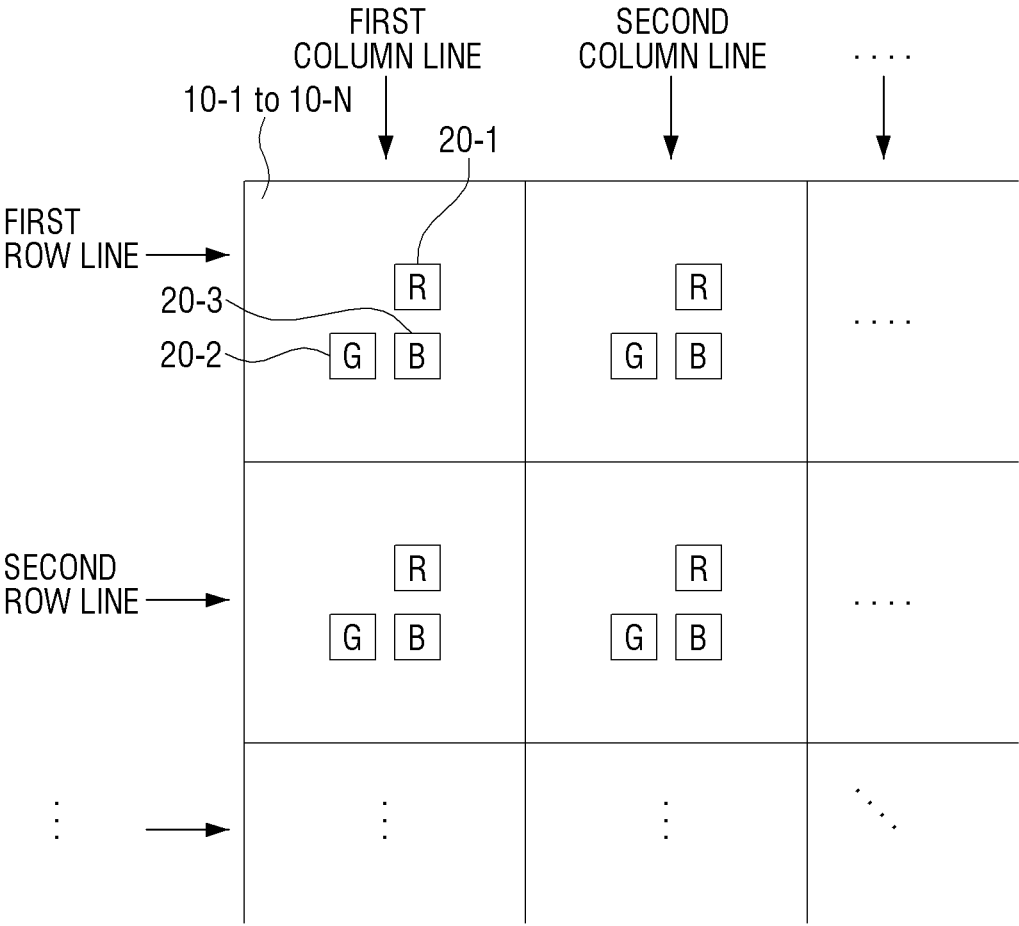 FIRST
COLUMN LINE
SECOND
COLUMN LINE
. . . .
10-1 to 10-N
20-1
FIRST
ROW LINE
R
R
20-3
. . . .
20-2
G B
G B
SECOND
ROW LINE
R
R
. . . .
G B
G B